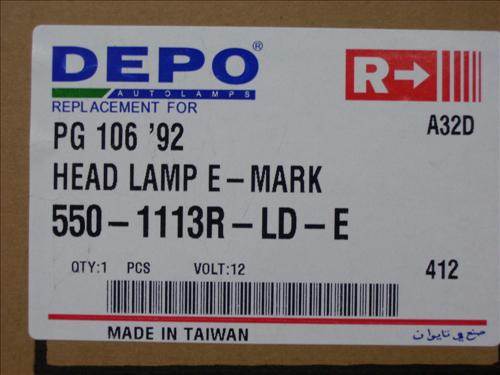 DEPO®
AUTOLAMPS
REPLACEMENT FOR
R→
A32D
PG 106 '92
HEAD LAMP E-MARK
550-1113R-LD-E
QTY:1 PCS VOLT:12
412
MADE IN TAIWAN
صنع في تايوان